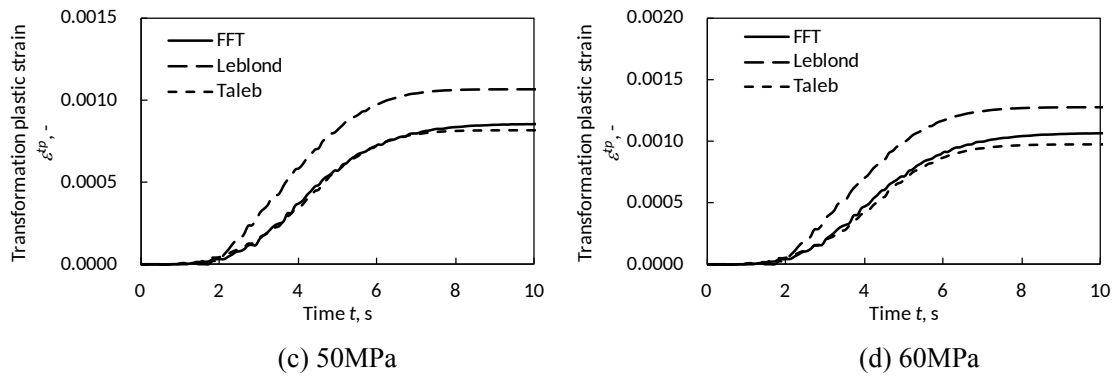 Transformation plastic strain
εᵗᵖ, -
0.0015
0.0010
0.0005
0.0000
FFT
Leblond
Taleb
0 2 4 6 8 10
Time t, s
(c) 50MPa
Transformation plastic strain
εᵗᵖ, -
0.0020
0.0015
0.0010
0.0005
0.0000
FFT
Leblond
Taleb
0 2 4 6 8 10
Time t, s
(d) 60MPa